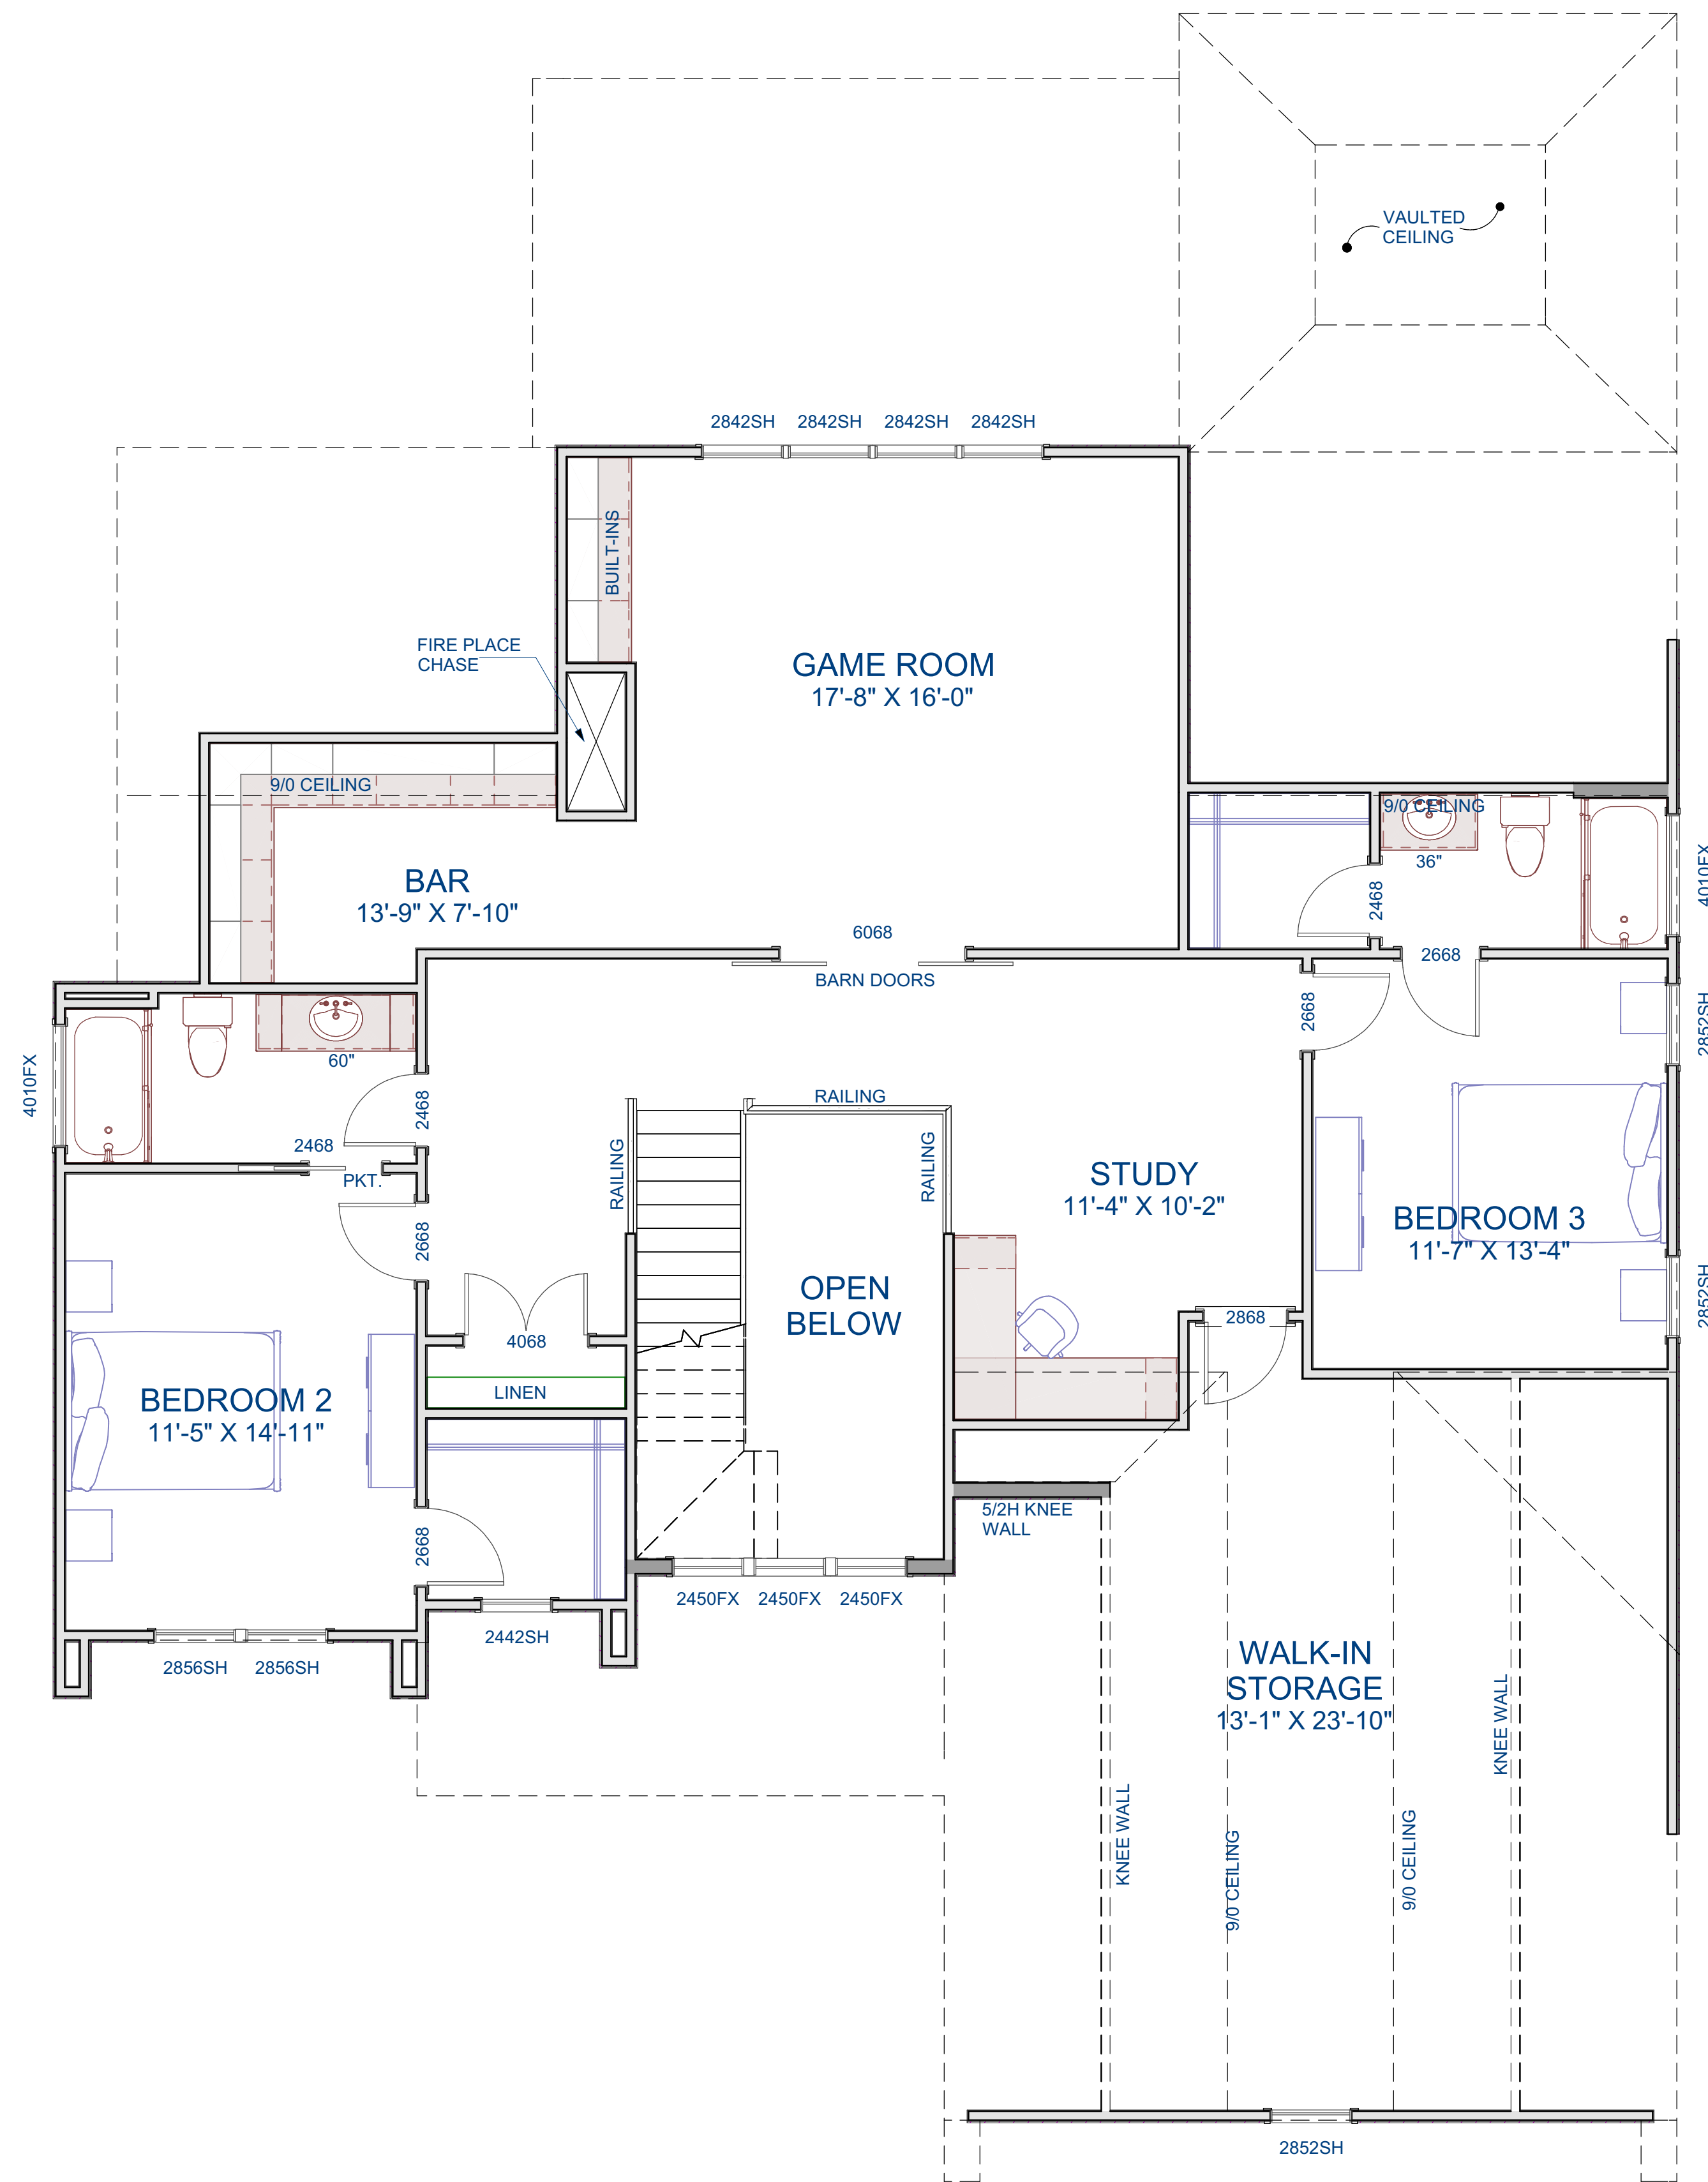 VAULTED
CEILING
2842SH
2842SH
2842SH
2842SH
BUILT-INS
FIRE PLACE
CHASE
GAME ROOM
17'-8" X 16'-0"
9/0 CEILING
9/0 CEILING
36"
4010FX
BAR
13'-9" X 7'-10"
2468
6068
2668
BARN DOORS
2668
2852SH
60"
4010FX
2468
RAILING
2468
PKT.
RAILING
RAILING
STUDY
11'-4" X 10'-2"
BEDROOM 3
11'-7" X 13'-4"
2668
OPEN
BELOW
2852SH
2868
4068
LINEN
BEDROOM 2
11'-5" X 14'-11"
5/2H KNEE
WALL
2668
2450FX
2450FX
2450FX
2442SH
2856SH
2856SH
WALK-IN
STORAGE
13'-1" X 23'-10"
KNEE WALL
KNEE WALL
9/0 CEILING
9/0 CEILING
2852SH